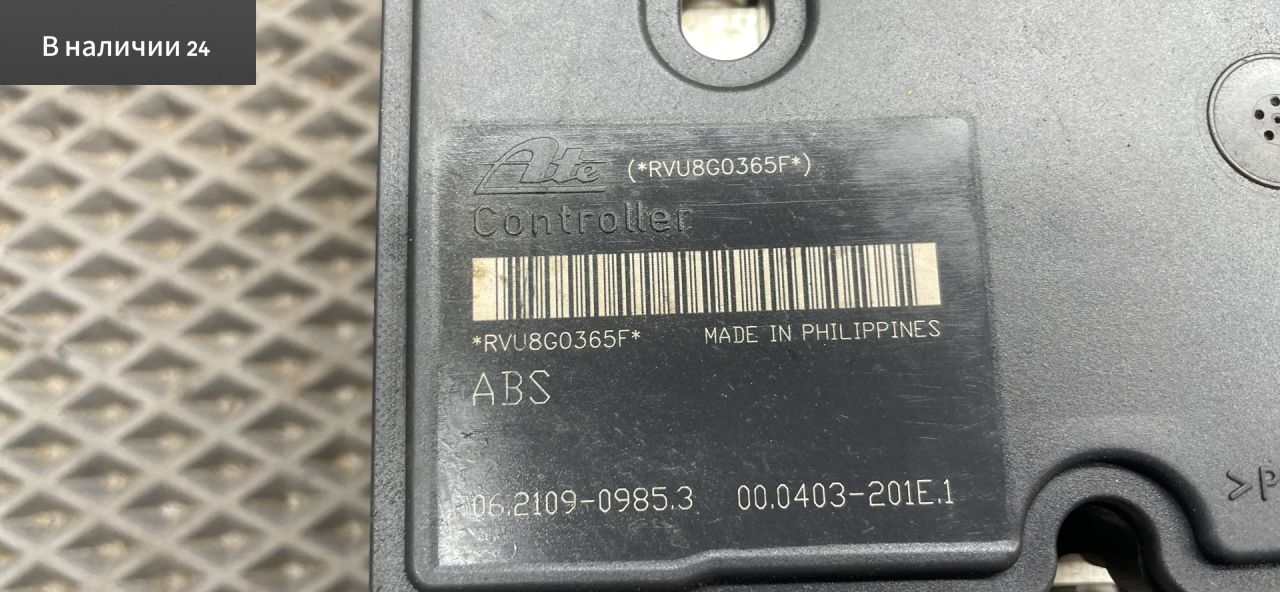 В наличии 24
Ate (*RVU8G0365F*)
Controller
*RVU8G0365F* MADE IN PHILIPPINES
ABS
06.2109-0985.3 00.0403-201E.1
>P